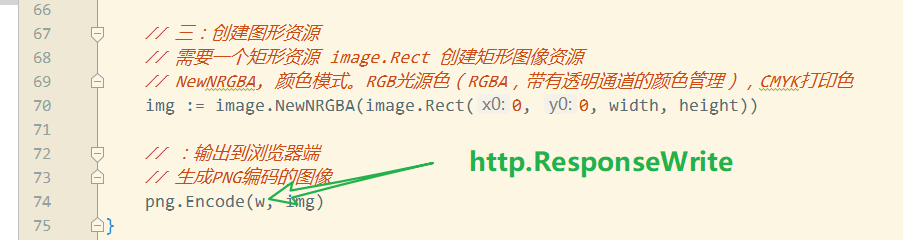 66
67 // 三：创建图形资源
68 // 需要一个矩形资源 image.Rect 创建矩形图像资源
69 // NewNRGBA, 颜色模式。RGB光源色（RGBA，带有透明通道的颜色管理），CMYK打印色
70 img := image.NewNRGBA(image.Rect( x0: 0, y0: 0, width, height))
71
72 // ：输出到浏览器端
http.ResponseWrite
73 // 生成PNG编码的图像
74 png.Encode(w, img)
75 }